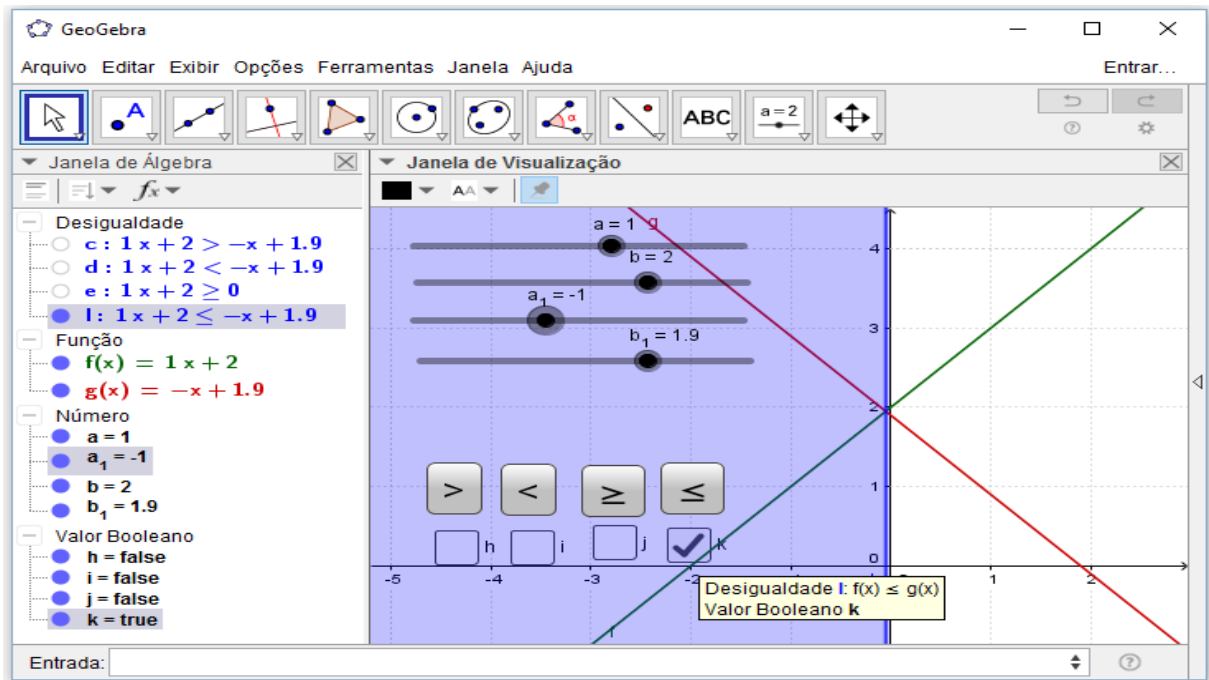 GeoGebra
Arquivo Editar Exibir Opções Ferramentas Janela Ajuda Entrar...
A α ABC a=2
Janela de Álgebra
fx
Desigualdade
c : 1 x + 2 > −x + 1.9
d : 1 x + 2 < −x + 1.9
e : 1 x + 2 ≥ 0
l : 1 x + 2 ≤ −x + 1.9
Função
f(x) = 1 x + 2
g(x) = −x + 1.9
Número
a = 1
a₁ = -1
b = 2
b₁ = 1.9
Valor Booleano
h = false
i = false
j = false
k = true
Janela de Visualização
AA
a = 1 g
b = 2
a₁ = -1
b₁ = 1.9
4
3
2
1
0
> < ≥ ≤
h i j k
-5 -4 -3 -2 1 2
Desigualdade l: f(x) ≤ g(x)
Valor Booleano k
f
Entrada: